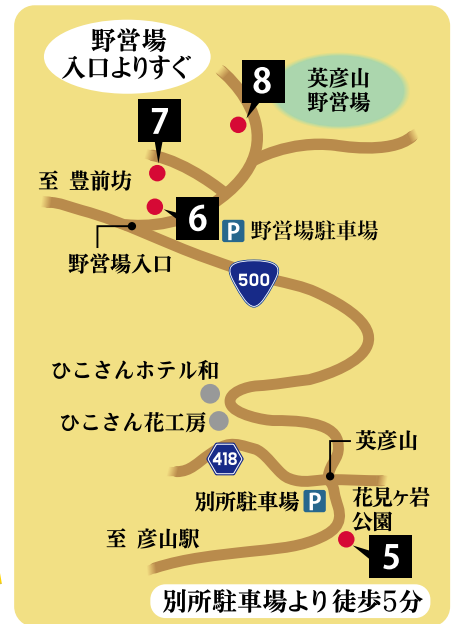 野営場
入口よりすぐ
8
英彦山
野営場
7
至 豊前坊
6
P 野営場駐車場
野営場入口
500
ひこさんホテル和
ひこさん花工房
418
英彦山
別所駐車場 P
花見ヶ岩
公園
至 彦山駅
5
別所駐車場より徒歩5分